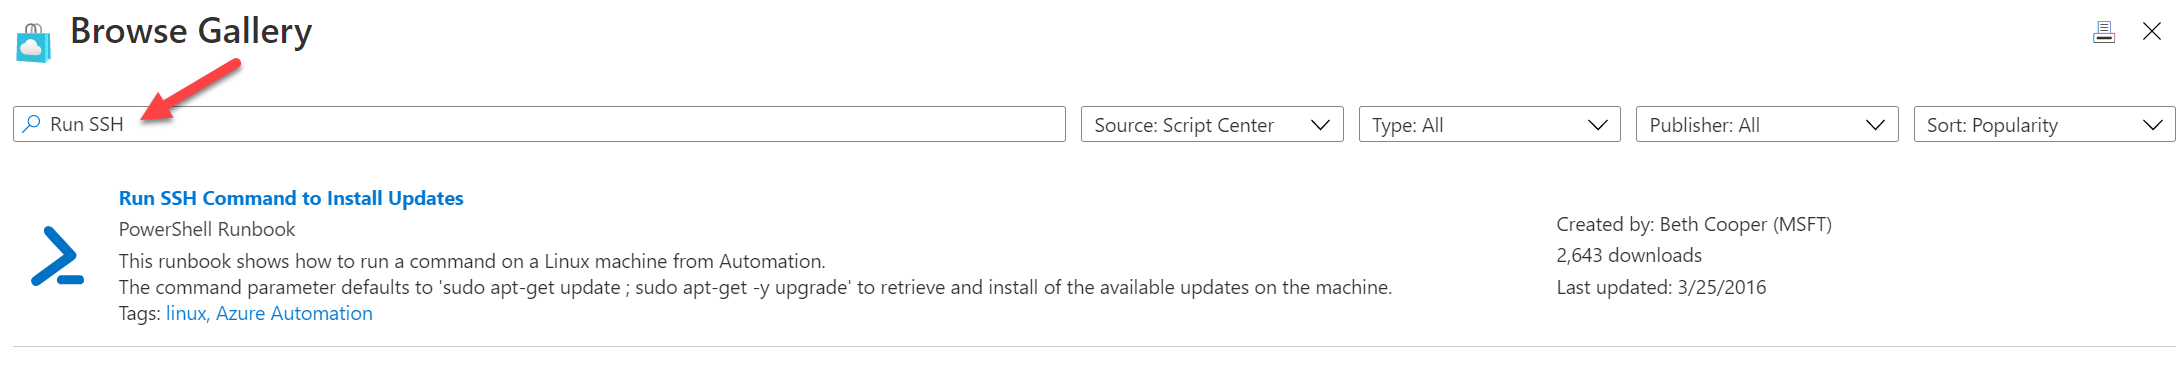 Browse Gallery
Run SSH
Source: Script Center
Type: All
Publisher: All
Sort: Popularity
Run SSH Command to Install Updates
PowerShell Runbook
This runbook shows how to run a command on a Linux machine from Automation.
The command parameter defaults to 'sudo apt-get update ; sudo apt-get -y upgrade' to retrieve and install of the available updates on the machine.
Tags: linux, Azure Automation
Created by: Beth Cooper (MSFT)
2,643 downloads
Last updated: 3/25/2016